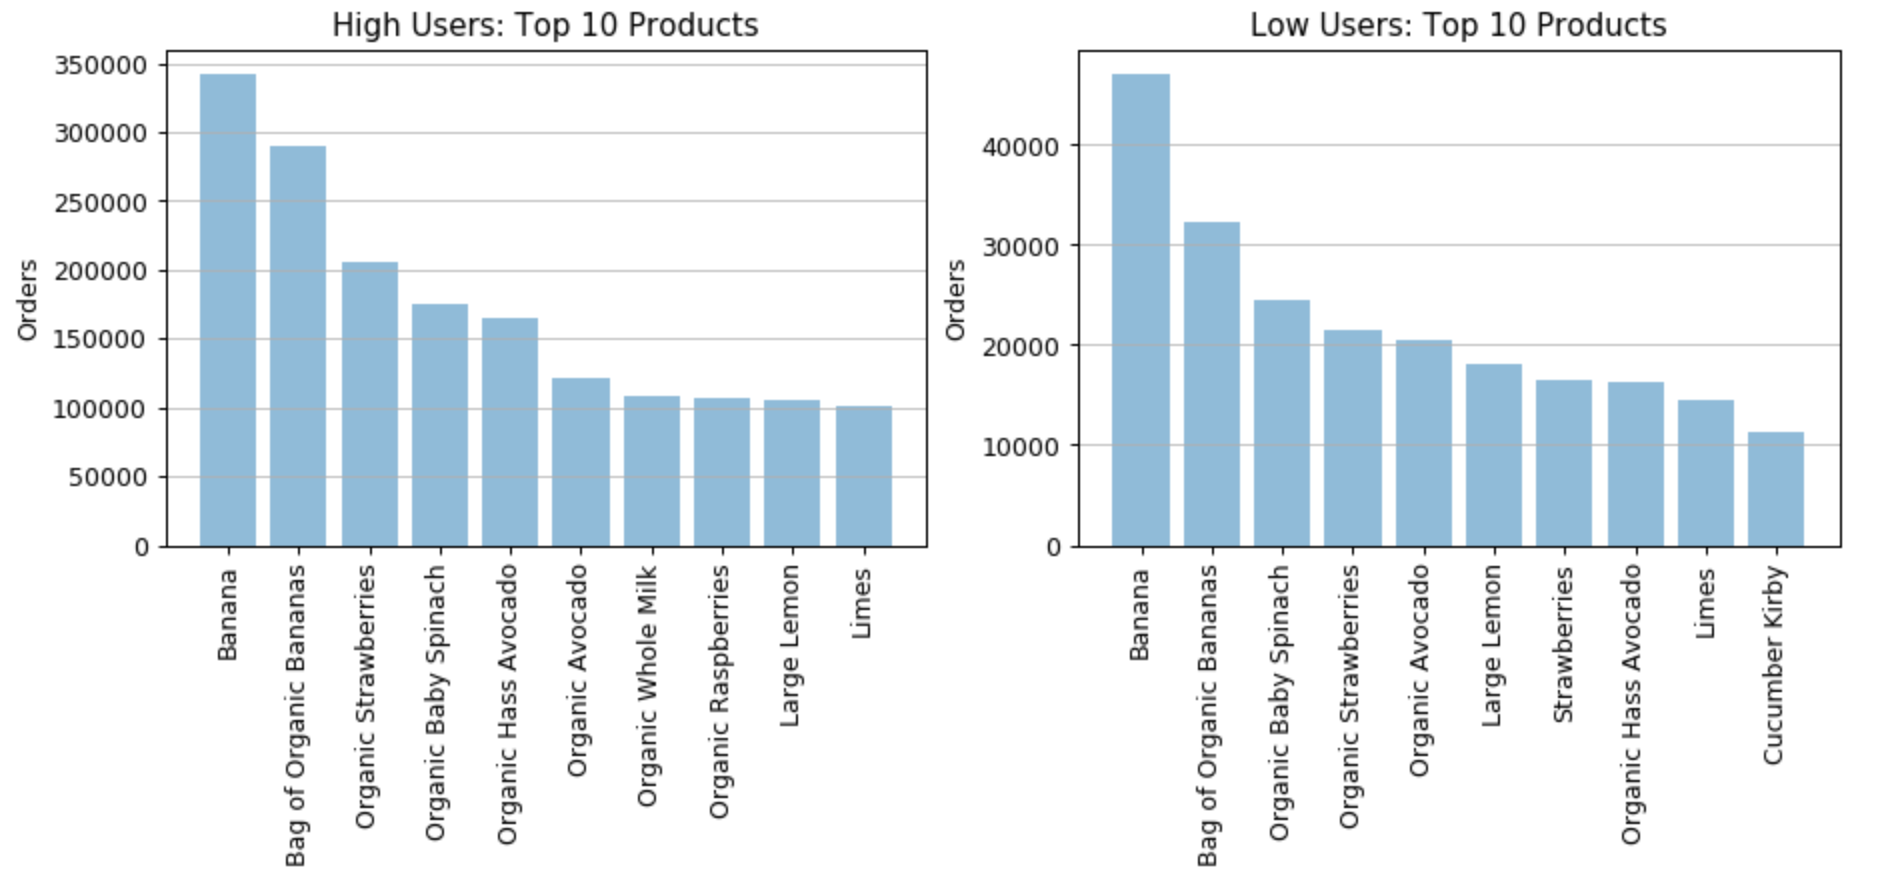 High Users: Top 10 Products
Orders
350000
300000
250000
200000
150000
100000
50000
0
Banana
Bag of Organic Bananas
Organic Strawberries
Organic Baby Spinach
Organic Hass Avocado
Organic Avocado
Organic Whole Milk
Organic Raspberries
Large Lemon
Limes
Low Users: Top 10 Products
Orders
40000
30000
20000
10000
0
Banana
Bag of Organic Bananas
Organic Baby Spinach
Organic Strawberries
Organic Avocado
Large Lemon
Strawberries
Organic Hass Avocado
Limes
Cucumber Kirby